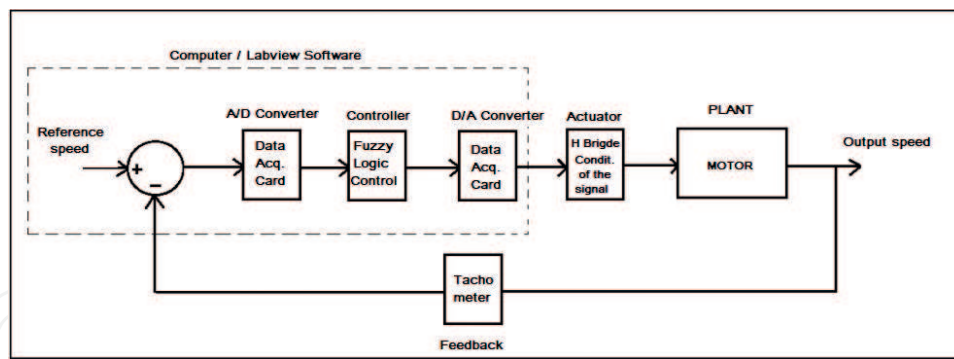 Computer / Labview Software
Reference
speed
+
−
A/D Converter
Data
Acq.
Card
Controller
Fuzzy
Logic
Control
D/A Converter
Data
Acq.
Card
Actuator
H Brigde
Condit.
of the
signal
PLANT
MOTOR
Output speed
Tacho
meter
Feedback